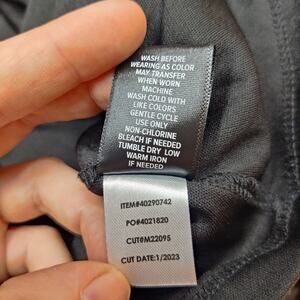 WASH BEFORE
WEARING AS COLOR
MAY TRANSFER
WHEN WORN
MACHINE
WASH COLD WITH
LIKE COLORS
GENTLE CYCLE
USE ONLY
NON-CHLORINE
BLEACH IF NEEDED
TUMBLE DRY LOW
WARM IRON
IF NEEDED
ITEM#40290742
PO#4021820
CUT#M22095
CUT DATE:1/2023